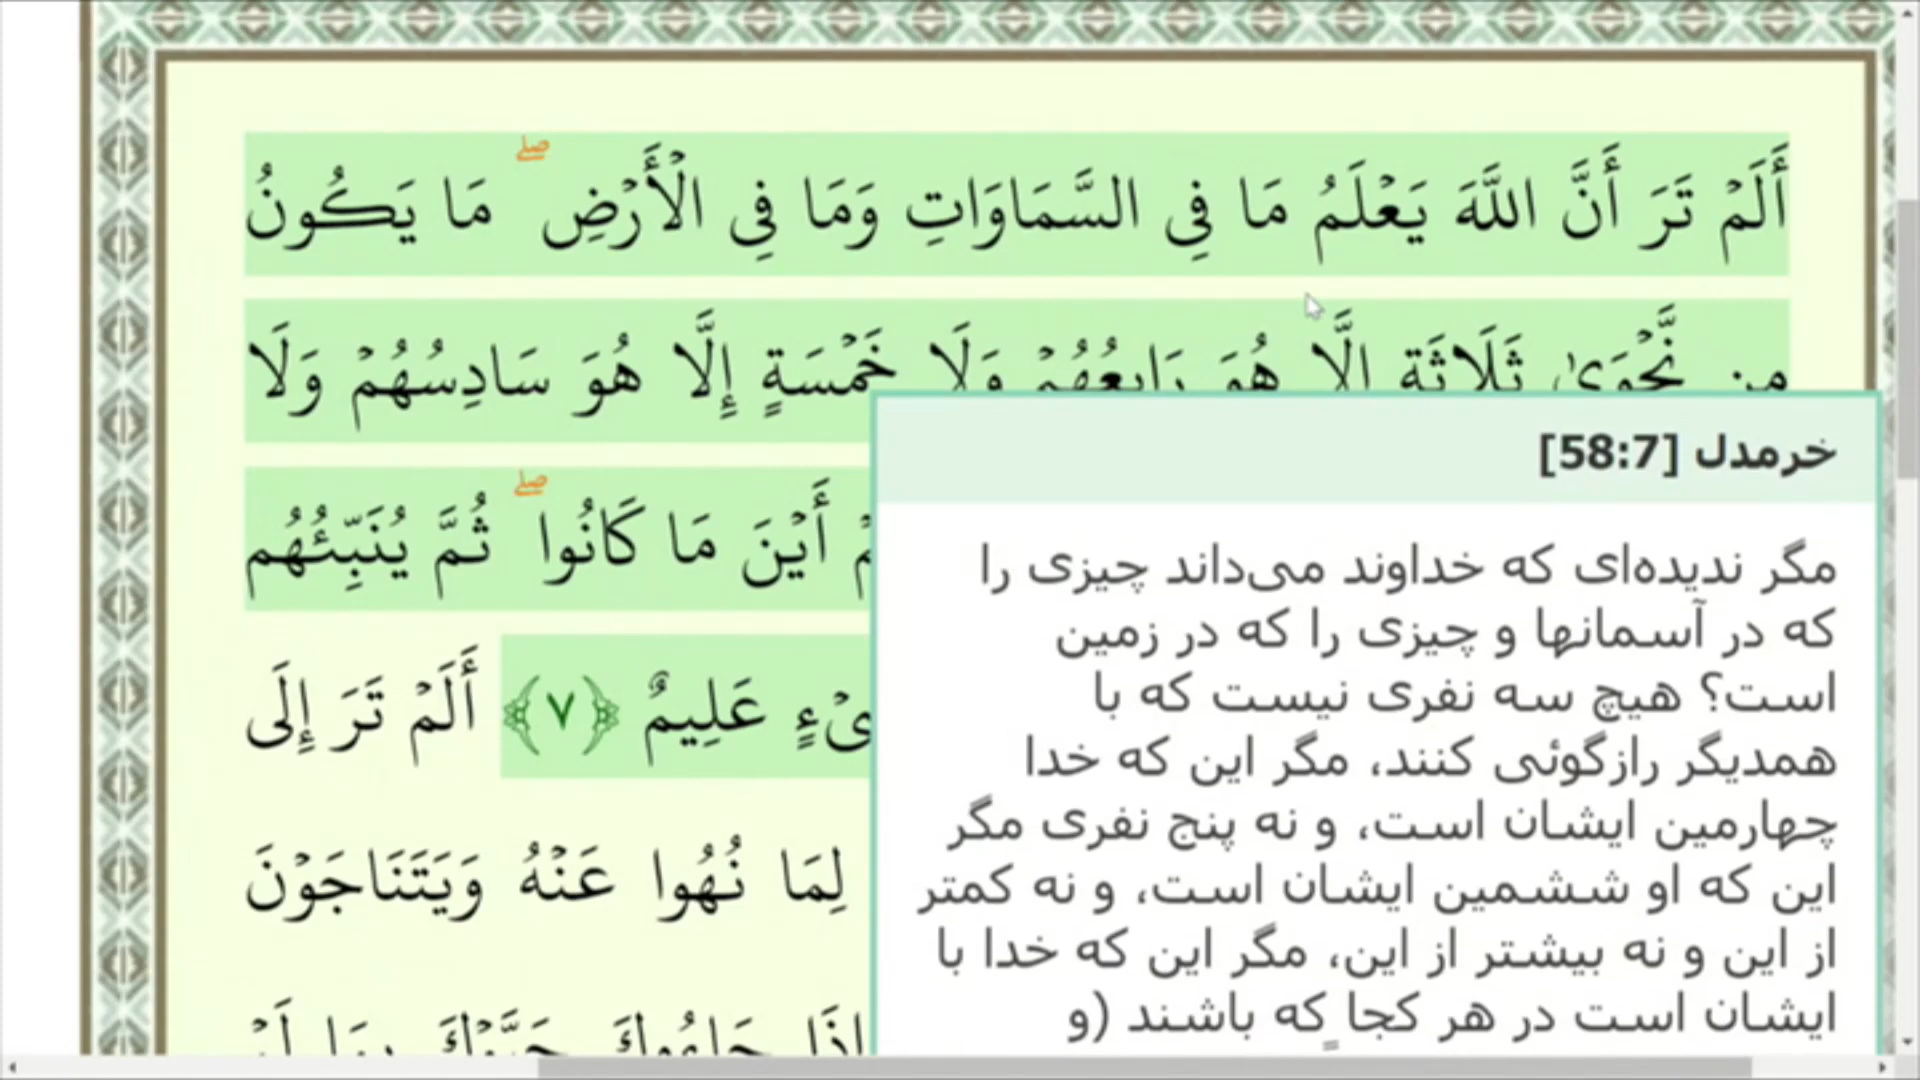 أَلَمْ تَرَ أَنَّ اللَّهَ يَعْلَمُ مَا فِي السَّمَاوَاتِ وَمَا فِي الْأَرْضِ ۖ مَا يَكُونُ
مِن نَّجْوَىٰ ثَلَاثَةٍ إِلَّا هُوَ رَابِعُهُمْ وَلَا خَمْسَةٍ إِلَّا هُوَ سَادِسُهُمْ وَلَا
أَيْنَ مَا كَانُوا ۖ ثُمَّ يُنَبِّئُهُم
عَلِيمٌ ﴿٧﴾ أَلَمْ تَرَ إِلَى
لِمَا نُهُوا عَنْهُ وَيَتَنَاجَوْنَ
خرمدل [58:7]
مگر ندیده‌ای که خداوند می‌داند چیزی را
که در آسمانها و چیزی را که در زمین
است؟ هیچ سه نفری نیست که با
همدیگر رازگوئی کنند، مگر این که خدا
چهارمین ایشان است، و نه پنج نفری مگر
این که او ششمین ایشان است، و نه کمتر
از این و نه بیشتر از این، مگر این که خدا با
ایشان است در هر کجا که باشند (و